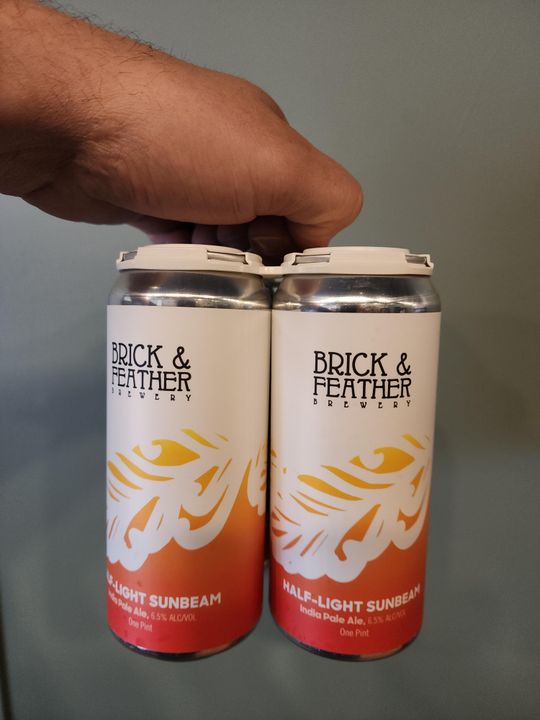 BRICK &
FEATHER
BREWERY
LF-LIGHT SUNBEAM
India Pale Ale, 6.5% ALC/VOL
One Pint
BRICK &
FEATHER
BREWERY
HALF-LIGHT SUNBEAM
India Pale Ale, 6.5% ALC/VOL
One Pint